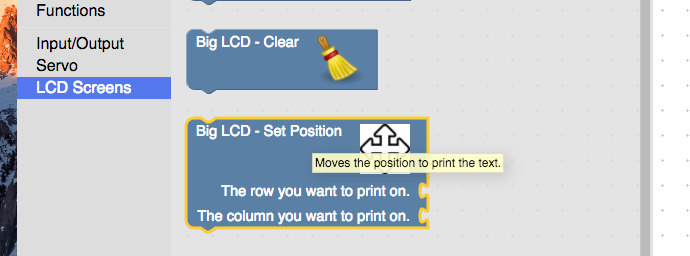 Functions
Input/Output
Servo
LCD Screens
Big LCD - Clear
Big LCD - Set Position
Moves the position to print the text.
The row you want to print on.
The column you want to print on.